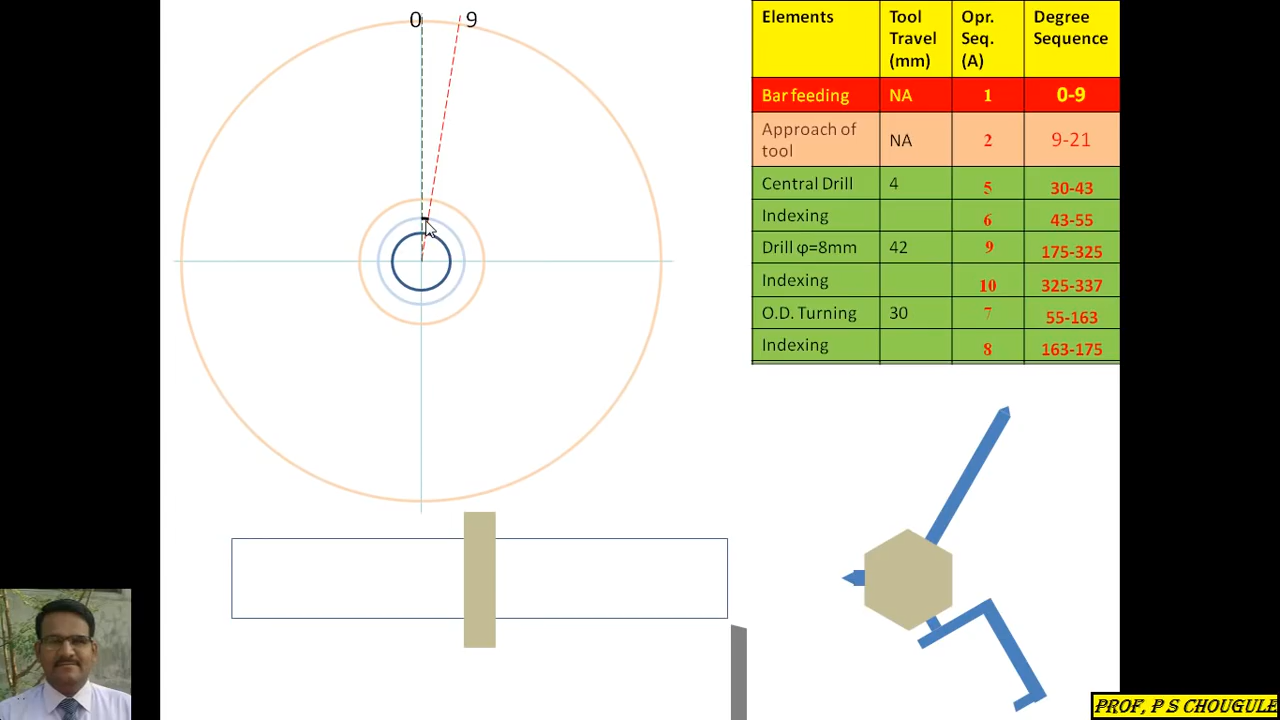 0 9
Elements Tool Travel (mm) Opr. Seq. (A) Degree Sequence
Bar feeding NA 1 0-9
Approach of tool NA 2 9-21
Central Drill 4 5 30-43
Indexing 6 43-55
Drill φ=8mm 42 9 175-325
Indexing 10 325-337
O.D. Turning 30 7 55-163
Indexing 8 163-175
PROF, P S CHOUGULE